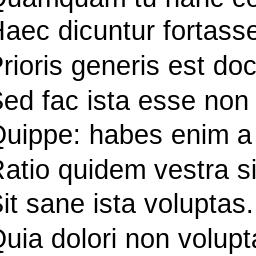 Quamquam tu hanc co
Haec dicuntur fortasse
Prioris generis est doc
Sed fac ista esse non
Quippe: habes enim a
Ratio quidem vestra si
Sit sane ista voluptas.
Quia dolori non volupta